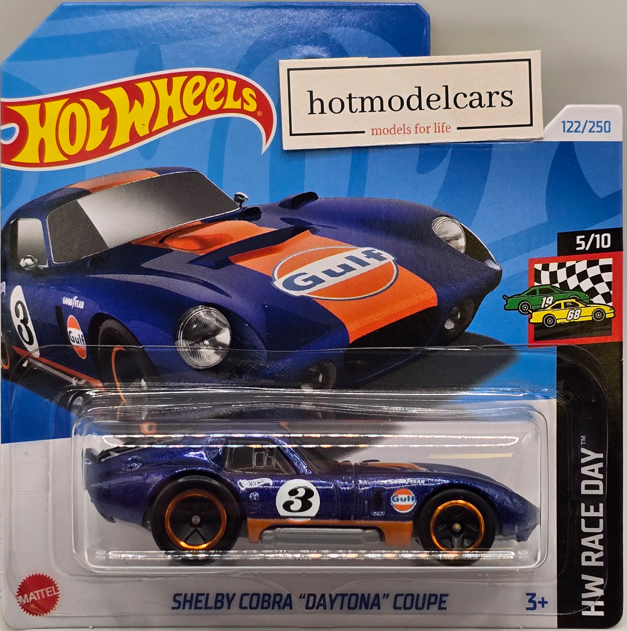 HOT WHEELS
hotmodelcars
models for life
122/250
5/10
19
68
HW RACE DAY™
Gulf
GOODYEAR
3
Gulf
3
GOODYEAR
Gulf
MATTEL
SHELBY COBRA "DAYTONA" COUPE
3+